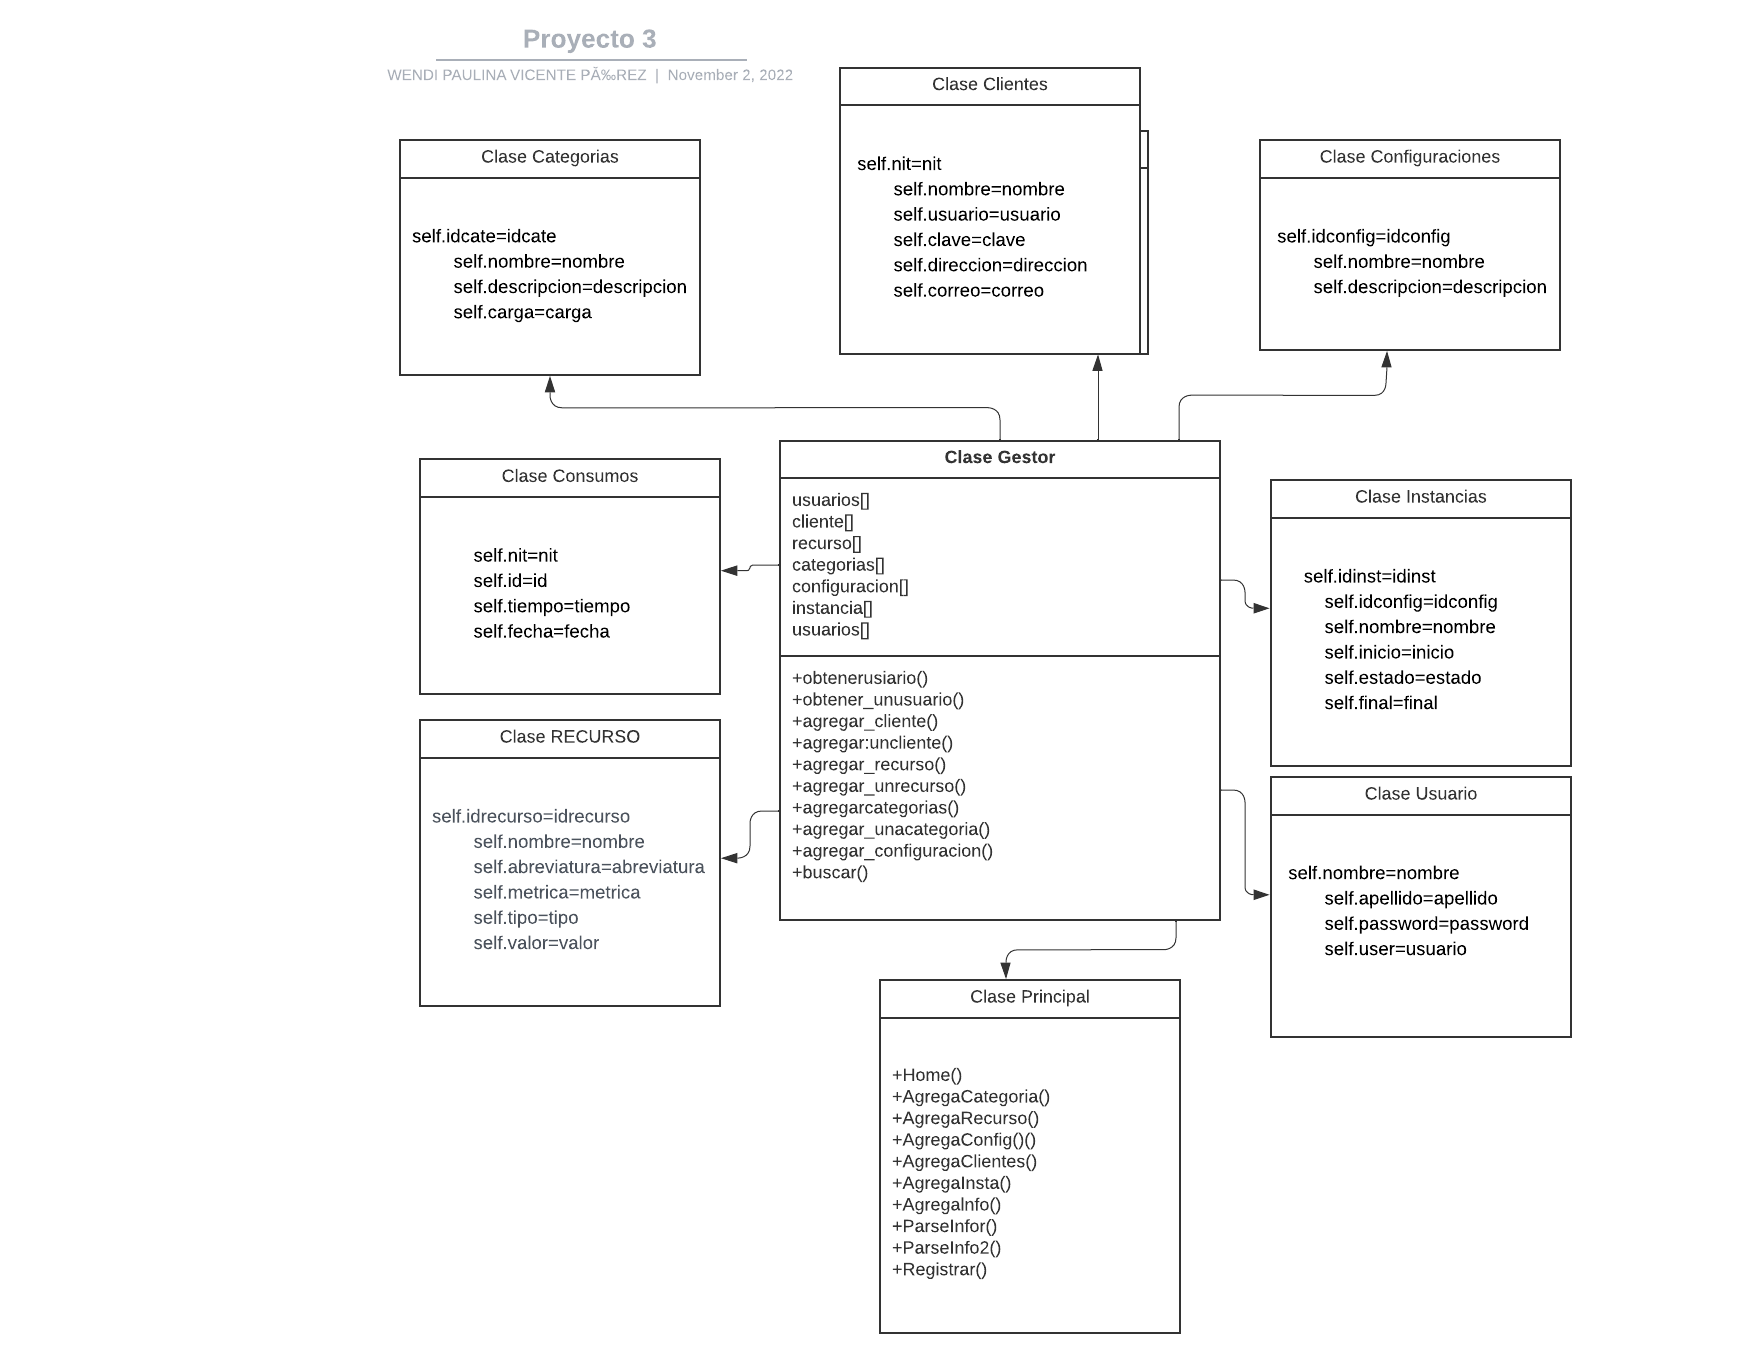 Proyecto 3
WENDI PAULINA VICENTE PÃ‰REZ | November 2, 2022
Clase Clientes
self.nit=nit
self.nombre=nombre
self.usuario=usuario
self.clave=clave
self.direccion=direccion
self.correo=correo
Clase Categorias
self.idcate=idcate
self.nombre=nombre
self.descripcion=descripcion
self.carga=carga
Clase Configuraciones
self.idconfig=idconfig
self.nombre=nombre
self.descripcion=descripcion
Clase Gestor
usuarios[]
cliente[]
recurso[]
categorias[]
configuracion[]
instancia[]
usuarios[]
+obtenerusiario()
+obtener_unusuario()
+agregar_cliente()
+agregar:uncliente()
+agregar_recurso()
+agregar_unrecurso()
+agregarcategorias()
+agregar_unacategoria()
+agregar_configuracion()
+buscar()
Clase Consumos
self.nit=nit
self.id=id
self.tiempo=tiempo
self.fecha=fecha
Clase Instancias
self.idinst=idinst
self.idconfig=idconfig
self.nombre=nombre
self.inicio=inicio
self.estado=estado
self.final=final
Clase RECURSO
self.idrecurso=idrecurso
self.nombre=nombre
self.abreviatura=abreviatura
self.metrica=metrica
self.tipo=tipo
self.valor=valor
Clase Usuario
self.nombre=nombre
self.apellido=apellido
self.password=password
self.user=usuario
Clase Principal
+Home()
+AgregaCategoria()
+AgregaRecurso()
+AgregaConfig()()
+AgregaClientes()
+AgregaInsta()
+AgregaInfo()
+ParseInfor()
+ParseInfo2()
+Registrar()